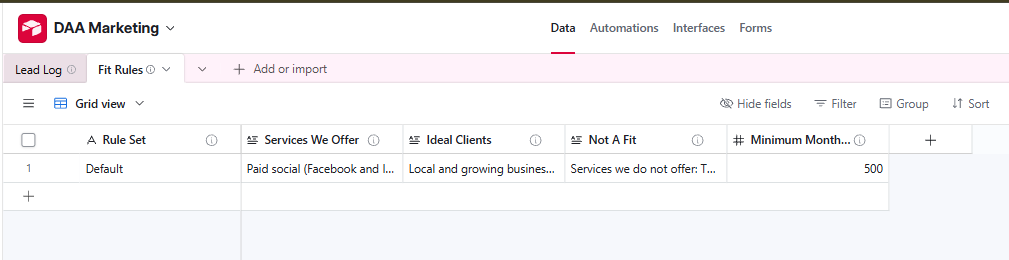 DAA Marketing
Data Automations Interfaces Forms
Lead Log Fit Rules Add or import
Grid view Hide fields Filter Group Sort
Rule Set Services We Offer Ideal Clients Not A Fit Minimum Month...
1 Default Paid social (Facebook and I... Local and growing busines... Services we do not offer: T... 500